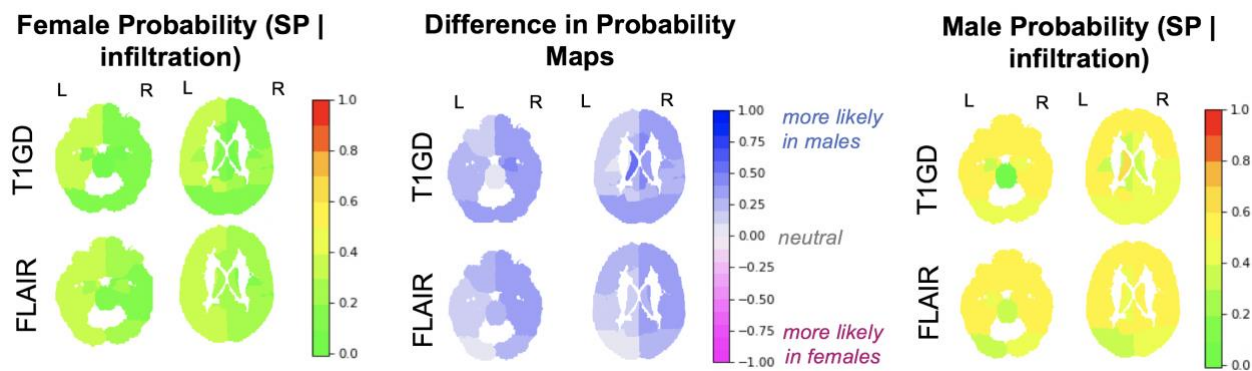 Female Probability (SP |
infiltration)
L R L R
T1GD
FLAIR
1.0
0.8
0.6
0.4
0.2
0.0
Difference in Probability
Maps
L R L R
T1GD
FLAIR
1.00
0.75
0.50
0.25
0.00
−0.25
−0.50
−0.75
−1.00
more likely
in males
neutral
more likely
in females
Male Probability (SP |
infiltration)
L R L R
T1GD
FLAIR
1.0
0.8
0.6
0.4
0.2
0.0